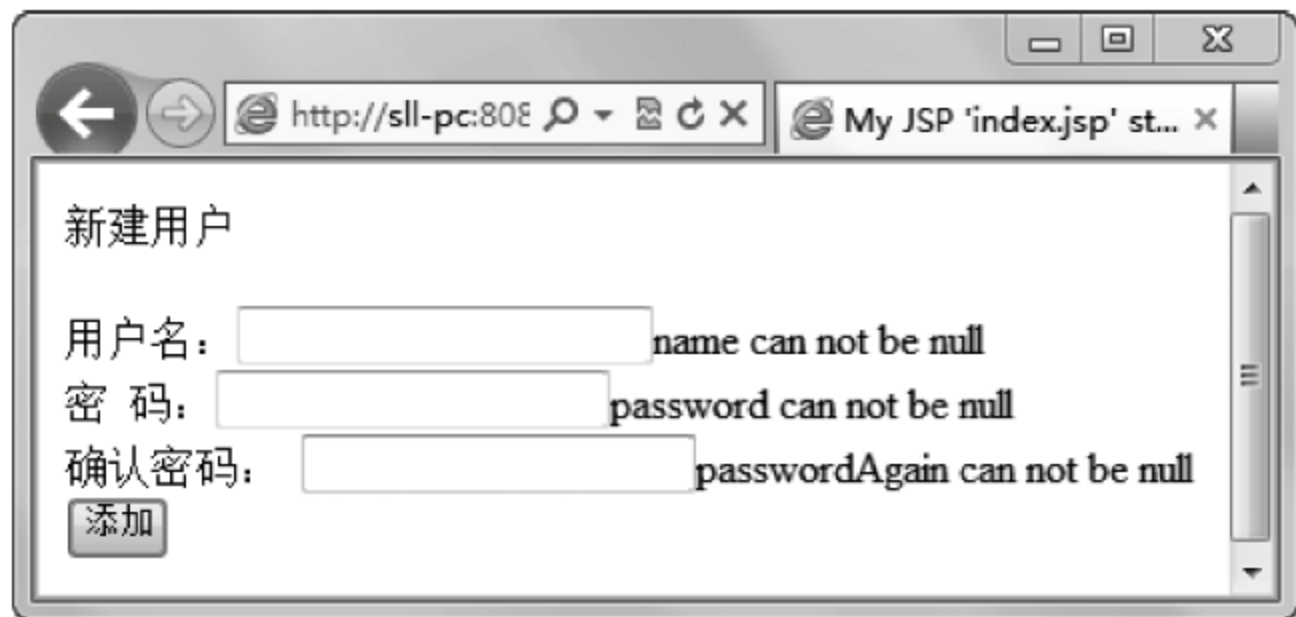 http://sll-pc:808
My JSP 'index.jsp' st...
新建用户
用户名：name can not be null
密 码：password can not be null
确认密码： passwordAgain can not be null
添加